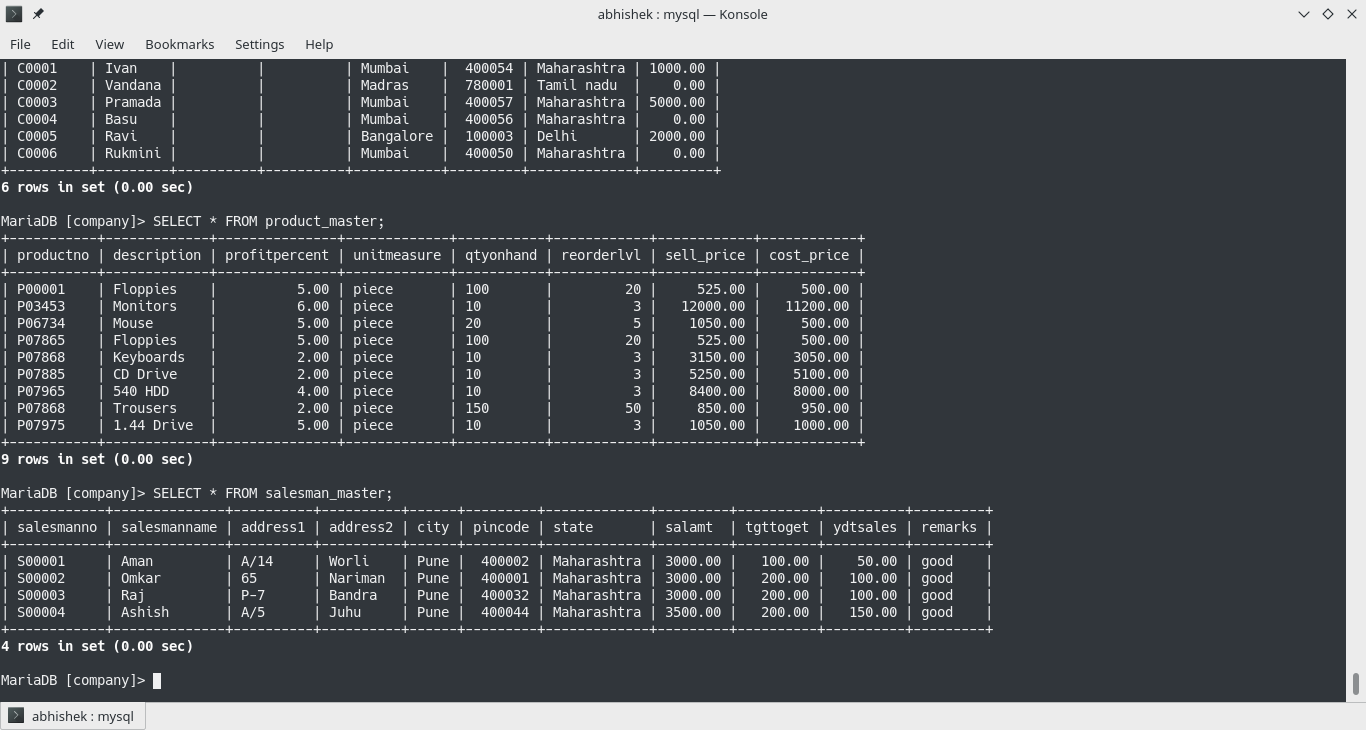 abhishek : mysql — Konsole
File Edit View Bookmarks Settings Help
| C0001    | Ivan    |          |          | Mumbai    |  400054 | Maharashtra | 1000.00 |
| C0002    | Vandana |          |          | Madras    |  780001 | Tamil nadu  |    0.00 |
| C0003    | Pramada |          |          | Mumbai    |  400057 | Maharashtra | 5000.00 |
| C0004    | Basu    |          |          | Mumbai    |  400056 | Maharashtra |    0.00 |
| C0005    | Ravi    |          |          | Bangalore |  100003 | Delhi       | 2000.00 |
| C0006    | Rukmini |          |          | Mumbai    |  400050 | Maharashtra |    0.00 |
+----------+---------+----------+----------+-----------+---------+-------------+---------+
6 rows in set (0.00 sec)
MariaDB [company]> SELECT * FROM product_master;
+-----------+-------------+---------------+-------------+-----------+------------+------------+------------+
| productno | description | profitpercent | unitmeasure | qtyonhand | reorderlvl | sell_price | cost_price |
+-----------+-------------+---------------+-------------+-----------+------------+------------+------------+
| P00001    | Floppies    |          5.00 | piece       | 100       |         20 |     525.00 |     500.00 |
| P03453    | Monitors    |          6.00 | piece       | 10        |          3 |   12000.00 |   11200.00 |
| P06734    | Mouse       |          5.00 | piece       | 20        |          5 |    1050.00 |     500.00 |
| P07865    | Floppies    |          5.00 | piece       | 100       |         20 |     525.00 |     500.00 |
| P07868    | Keyboards   |          2.00 | piece       | 10        |          3 |    3150.00 |    3050.00 |
| P07885    | CD Drive    |          2.00 | piece       | 10        |          3 |    5250.00 |    5100.00 |
| P07965    | 540 HDD     |          4.00 | piece       | 10        |          3 |    8400.00 |    8000.00 |
| P07868    | Trousers    |          2.00 | piece       | 150       |         50 |     850.00 |     950.00 |
| P07975    | 1.44 Drive  |          5.00 | piece       | 10        |          3 |    1050.00 |    1000.00 |
+-----------+-------------+---------------+-------------+-----------+------------+------------+------------+
9 rows in set (0.00 sec)
MariaDB [company]> SELECT * FROM salesman_master;
+------------+--------------+----------+----------+------+---------+-------------+---------+----------+----------+---------+
| salesmanno | salesmanname | address1 | address2 | city | pincode | state       | salamt  | tgttoget | ydtsales | remarks |
+------------+--------------+----------+----------+------+---------+-------------+---------+----------+----------+---------+
| S00001     | Aman         | A/14     | Worli    | Pune |  400002 | Maharashtra | 3000.00 |   100.00 |    50.00 | good    |
| S00002     | Omkar        | 65       | Nariman  | Pune |  400001 | Maharashtra | 3000.00 |   200.00 |   100.00 | good    |
| S00003     | Raj          | P-7      | Bandra   | Pune |  400032 | Maharashtra | 3000.00 |   200.00 |   100.00 | good    |
| S00004     | Ashish       | A/5      | Juhu     | Pune |  400044 | Maharashtra | 3500.00 |   200.00 |   150.00 | good    |
+------------+--------------+----------+----------+------+---------+-------------+---------+----------+----------+---------+
4 rows in set (0.00 sec)
MariaDB [company]>
abhishek : mysql